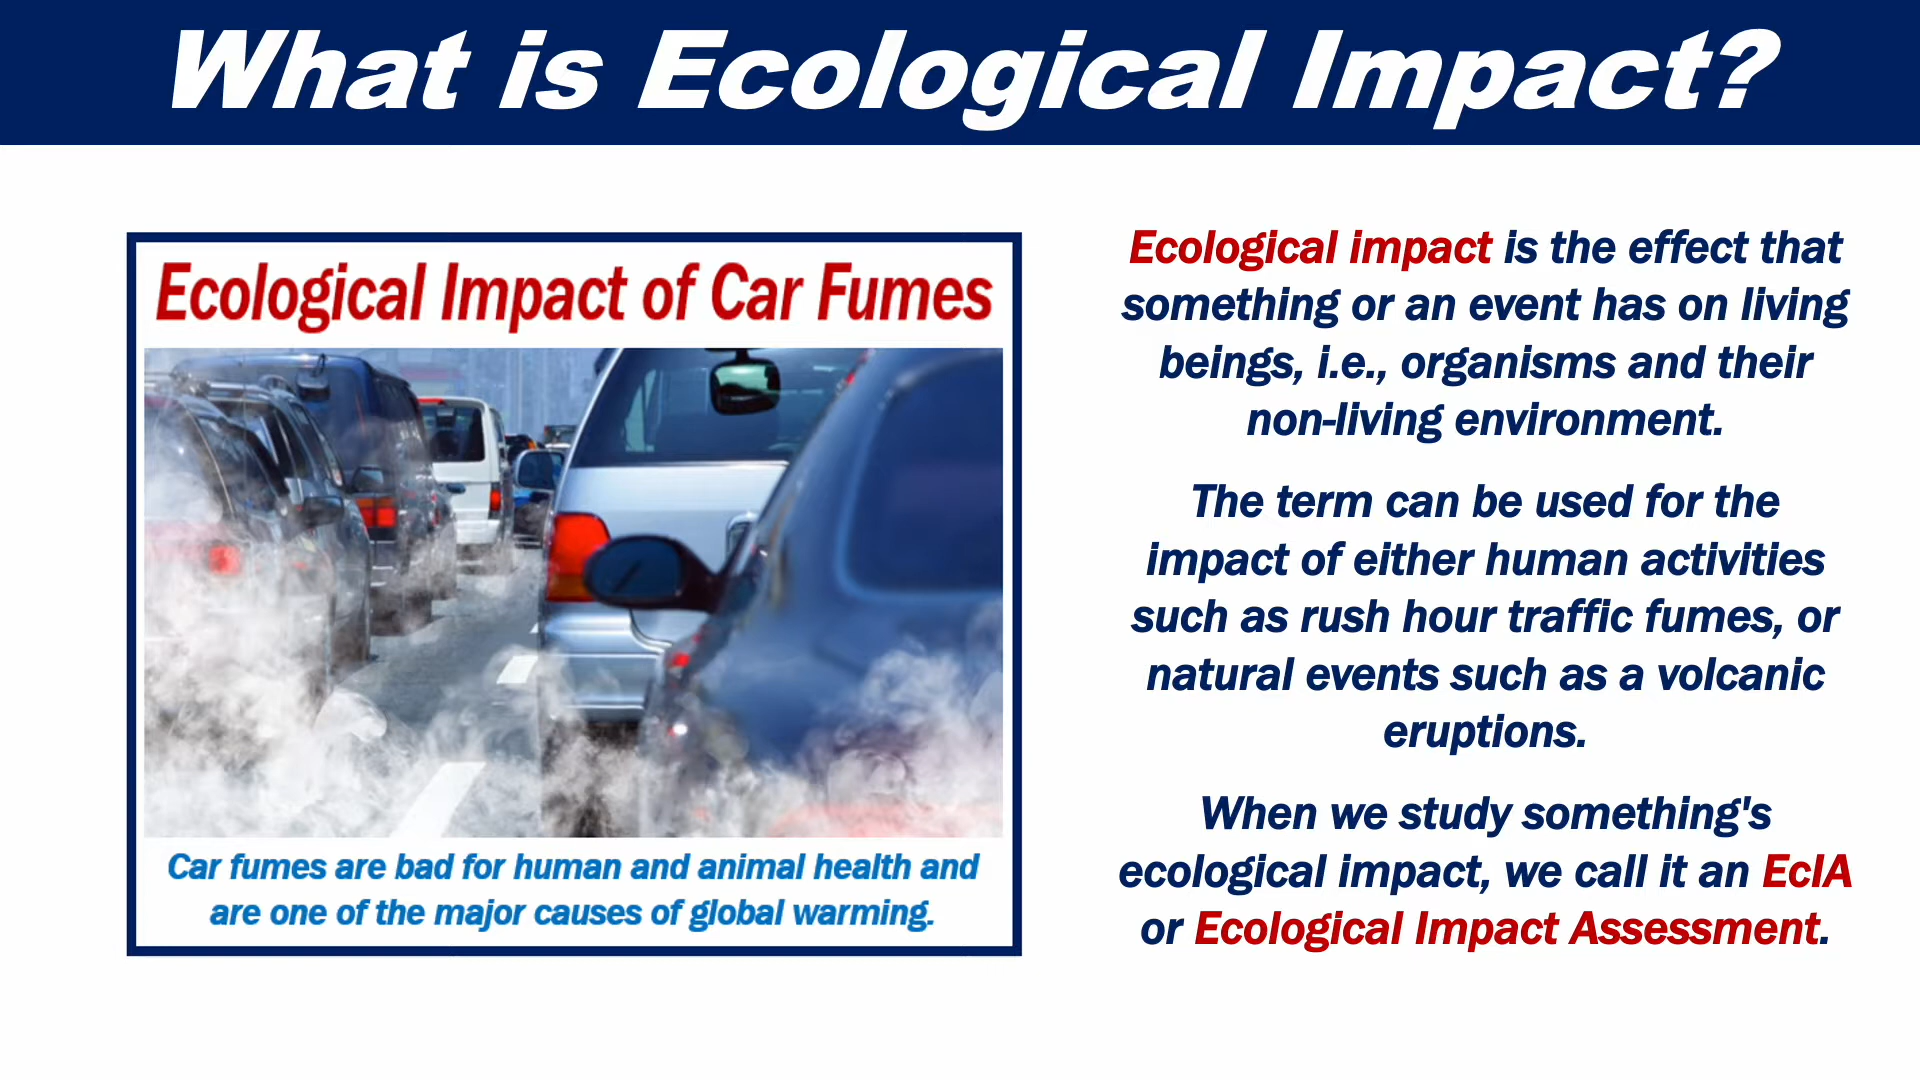 What is Ecological Impact?
Ecological Impact of Car Fumes
Car fumes are bad for human and animal health and
are one of the major causes of global warming.
Ecological impact is the effect that
something or an event has on living
beings, i.e., organisms and their
non-living environment.
The term can be used for the
impact of either human activities
such as rush hour traffic fumes, or
natural events such as a volcanic
eruptions.
When we study something's
ecological impact, we call it an EcIA
or Ecological Impact Assessment.